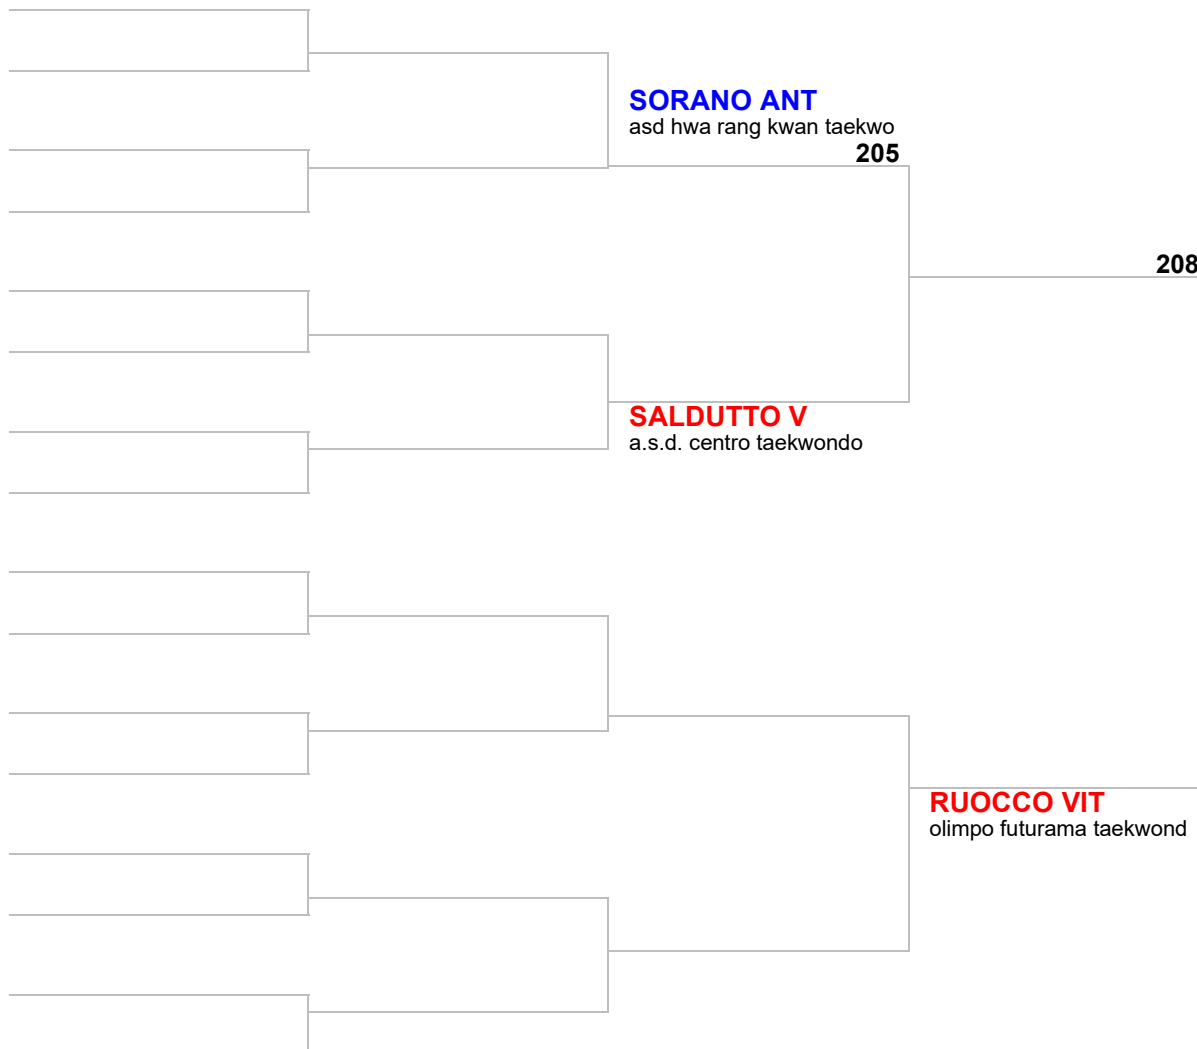 SORANO ANT
asd hwa rang kwan taekwo
205
208
SALDUTTO V
a.s.d. centro taekwondo
RUOCCO VIT
olimpo futurama taekwond